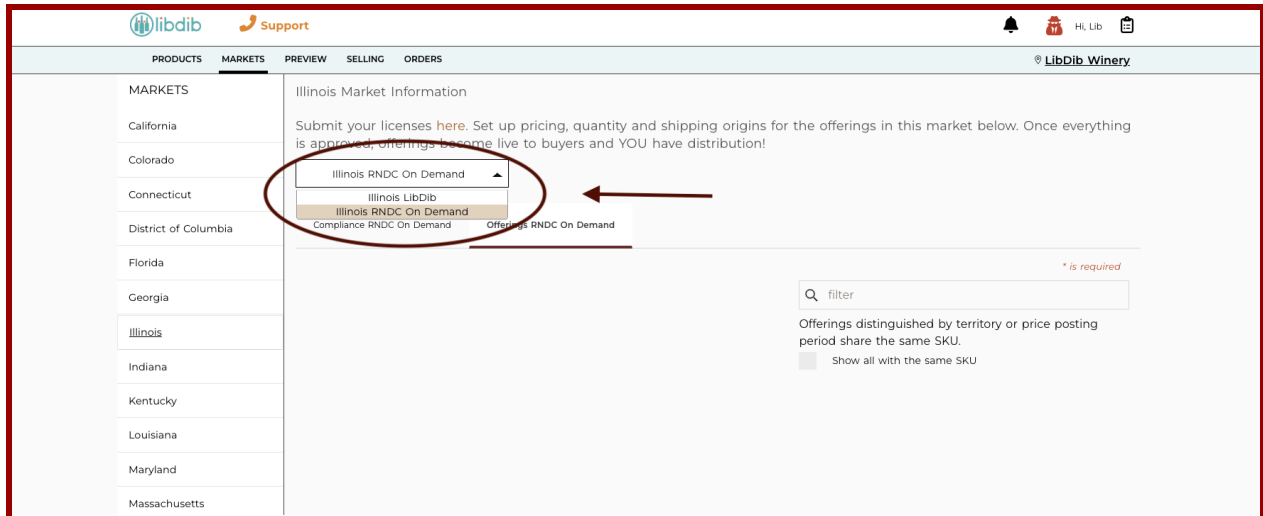 libdib
Support
Hi, Lib
PRODUCTS MARKETS PREVIEW SELLING ORDERS
LibDib Winery
MARKETS
California
Colorado
Connecticut
District of Columbia
Florida
Georgia
Illinois
Indiana
Kentucky
Louisiana
Maryland
Massachusetts
Illinois Market Information
Submit your licenses here. Set up pricing, quantity and shipping origins for the offerings in this market below. Once everything
is approved, offerings become live to buyers and YOU have distribution!
Illinois RNDC On Demand
Illinois LibDib
Illinois RNDC On Demand
Compliance RNDC On Demand Offerings RNDC On Demand
* is required
filter
Offerings distinguished by territory or price posting
period share the same SKU.
Show all with the same SKU